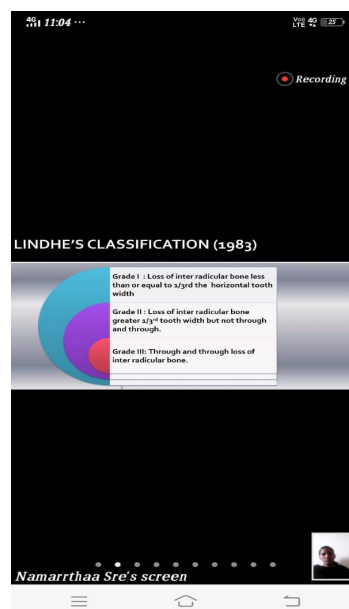 4G 11:04 ...
VoI) LTE 4G 25
Recording
LINDHE'S CLASSIFICATION (1983)
Grade I : Loss of inter radicular bone less
than or equal to 1/3rd the horizontal tooth
width
Grade II : Loss of inter radicular bone
greater 1/3rd tooth width but not through
and through.
Grade III: Through and through loss of
inter radicular bone.
Namarrthaa Sre's screen